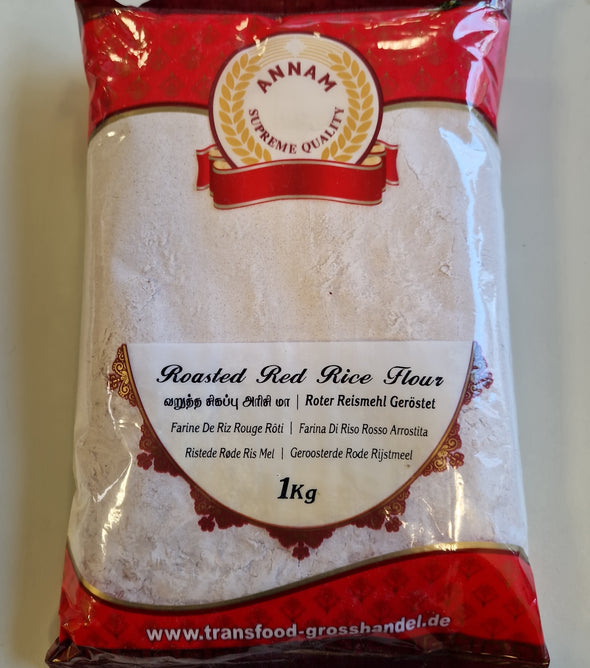 ANNAM
SUPREME QUALITY
Roasted Red Rice Flour
வறுத்த சிகப்பு அரிசி மா | Roter Reismehl Geröstet
Farine De Riz Rouge Rôti | Farina Di Riso Rosso Arrostita
Ristede Røde Ris Mel | Geroosterde Rode Rijstmeel
1Kg
www.transfood-grosshandel.de